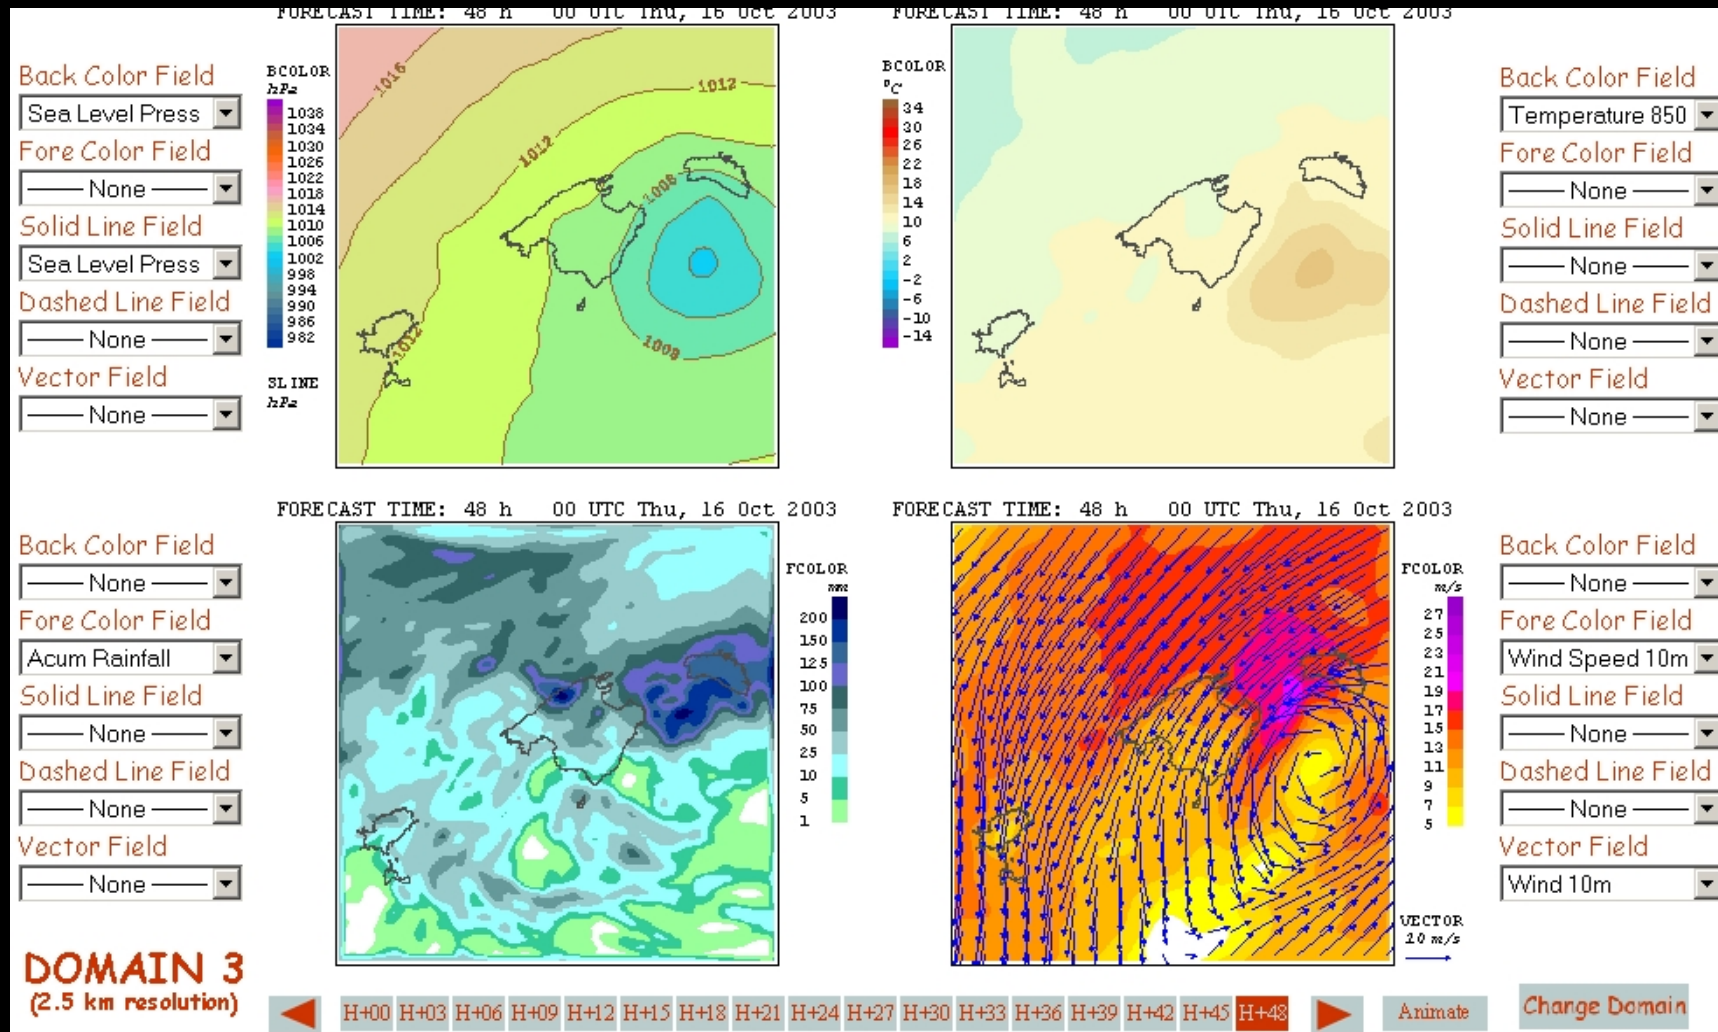 FORECAST TIME: 48 h 00 UTC Thu, 16 Oct 2003
FORECAST TIME: 48 h 00 UTC Thu, 16 Oct 2003
Back Color Field
Sea Level Press
Fore Color Field
None
Solid Line Field
Sea Level Press
Dashed Line Field
None
Vector Field
None
BCOLOR
hPa
1038
1034
1030
1026
1022
1018
1014
1010
1006
1002
998
994
990
986
982
SLINE
hPa
1016
1012
1012
1008
1008
1012
BCOLOR
°C
34
30
26
22
18
14
10
6
2
-2
-6
-10
-14
Back Color Field
Temperature 850
Fore Color Field
None
Solid Line Field
None
Dashed Line Field
None
Vector Field
None
FORECAST TIME: 48 h 00 UTC Thu, 16 Oct 2003
FORECAST TIME: 48 h 00 UTC Thu, 16 Oct 2003
Back Color Field
None
Fore Color Field
Acum Rainfall
Solid Line Field
None
Dashed Line Field
None
Vector Field
None
FCOLOR
mm
200
150
125
100
75
50
25
10
5
1
FCOLOR
m/s
27
25
23
21
19
17
15
13
11
9
7
5
VECTOR
10 m/s
Back Color Field
None
Fore Color Field
Wind Speed 10m
Solid Line Field
None
Dashed Line Field
None
Vector Field
Wind 10m
DOMAIN 3
(2.5 km resolution)
H+00 H+03 H+06 H+09 H+12 H+15 H+18 H+21 H+24 H+27 H+30 H+33 H+36 H+39 H+42 H+45 H+48
Animate
Change Domain